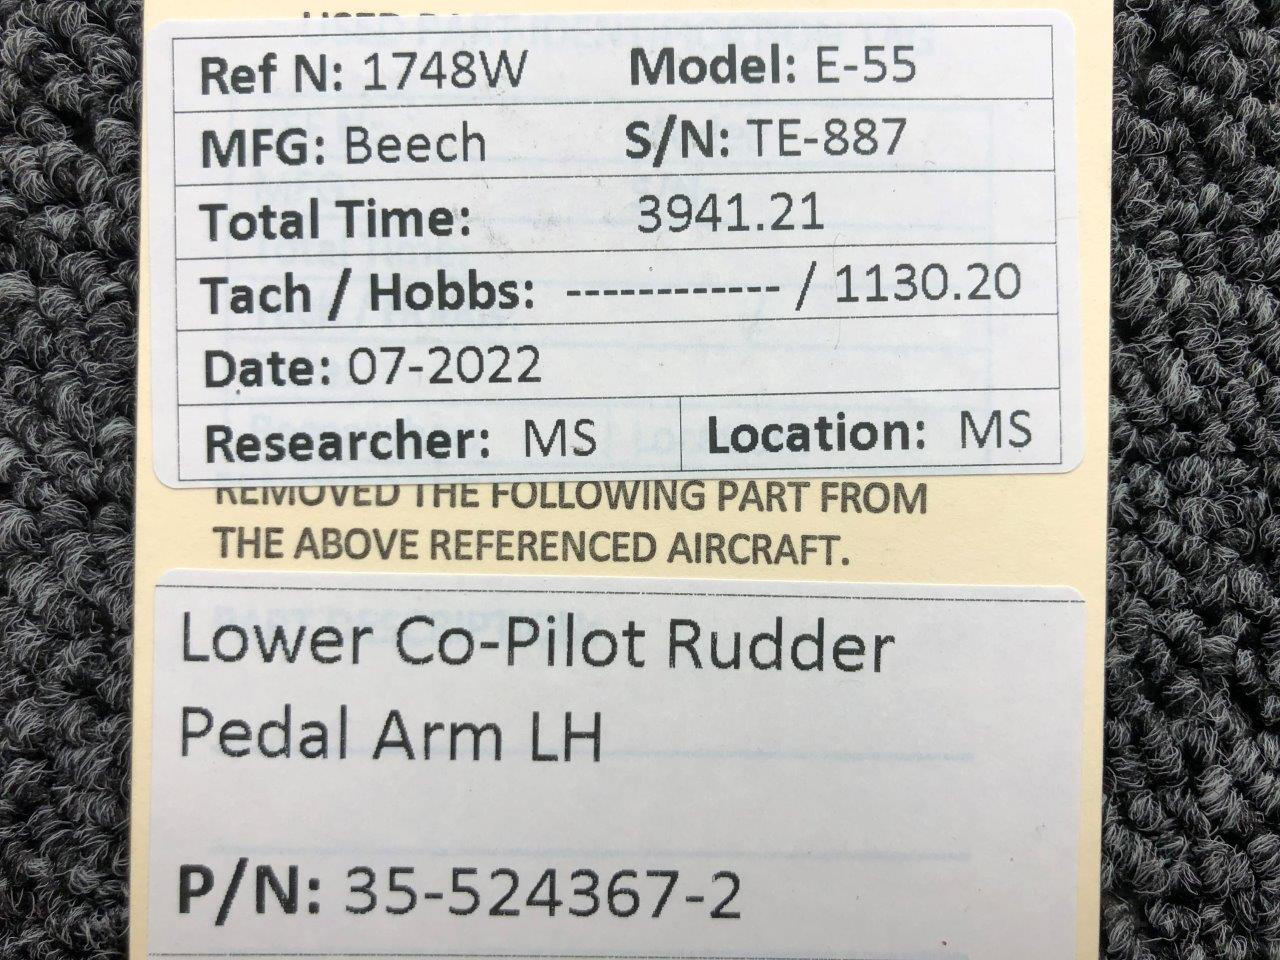 Ref N: 1748W Model: E-55
MFG: Beech S/N: TE-887
Total Time: 3941.21
Tach / Hobbs: ------------ / 1130.20
Date: 07-2022
Researcher: MS Location: MS
REMOVED THE FOLLOWING PART FROM
THE ABOVE REFERENCED AIRCRAFT.
Lower Co-Pilot Rudder
Pedal Arm LH
P/N: 35-524367-2